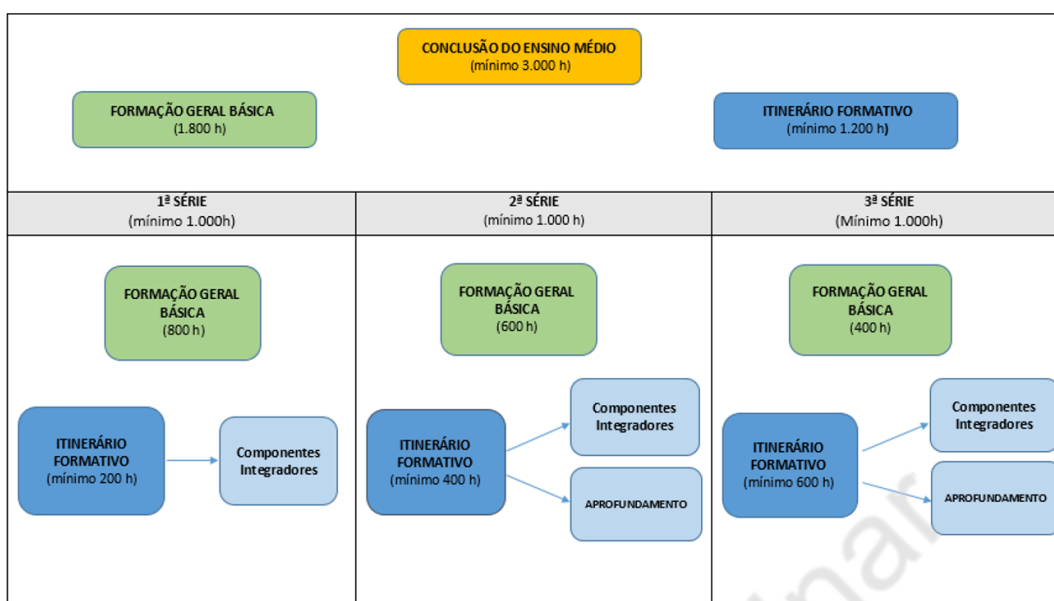 CONCLUSÃO DO ENSINO MÉDIO
(mínimo 3.000 h)
FORMAÇÃO GERAL BÁSICA
(1.800 h)
ITINERÁRIO FORMATIVO
(mínimo 1.200 h)
1ª SÉRIE
(mínimo 1.000h)
2ª SÉRIE
(mínimo 1.000 h)
3ª SÉRIE
(Mínimo 1.000h)
FORMAÇÃO GERAL
BÁSICA
(800 h)
FORMAÇÃO GERAL
BÁSICA
(600 h)
FORMAÇÃO GERAL
BÁSICA
(400 h)
ITINERÁRIO
FORMATIVO
(mínimo 200 h)
Componentes
Integradores
ITINERÁRIO
FORMATIVO
(mínimo 400 h)
Componentes
Integradores
APROFUNDAMENTO
ITINERÁRIO
FORMATIVO
(mínimo 600 h)
Componentes
Integradores
APROFUNDAMENTO